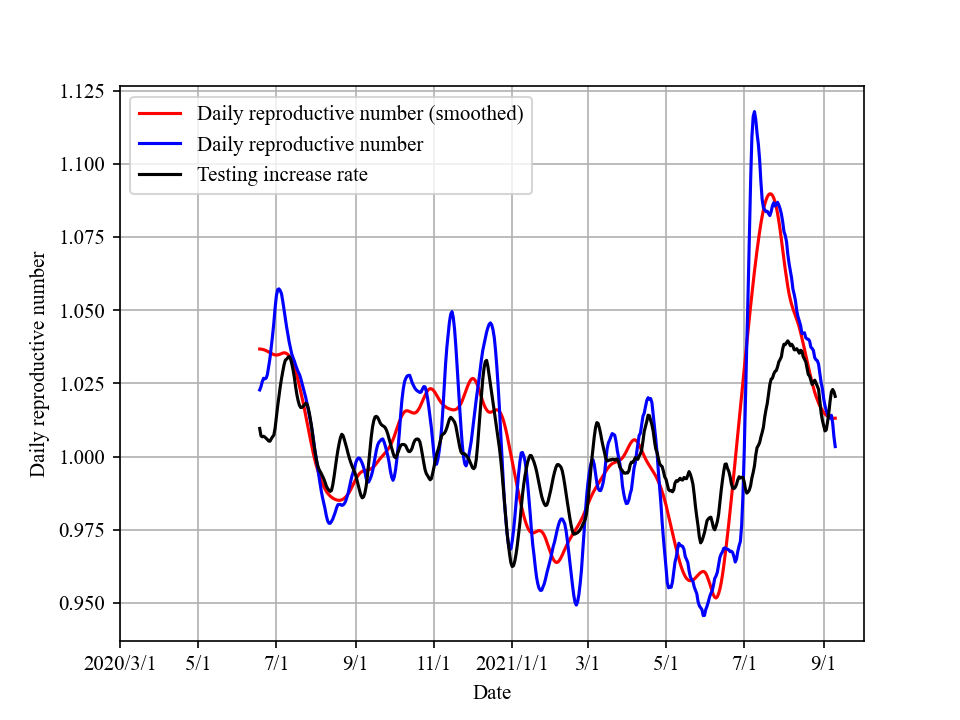 1.125
1.100
1.075
1.050
1.025
1.000
0.975
0.950
Daily reproductive number
Daily reproductive number (smoothed)
Daily reproductive number
Testing increase rate
2020/3/1 5/1 7/1 9/1 11/1 2021/1/1 3/1 5/1 7/1 9/1
Date